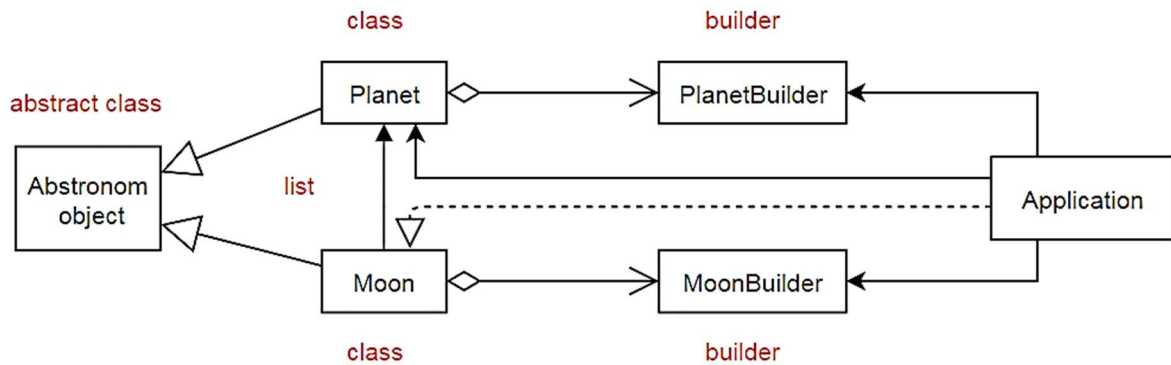 class
builder
abstract class
Planet
PlanetBuilder
Abstronom
object
list
Application
Moon
MoonBuilder
class
builder